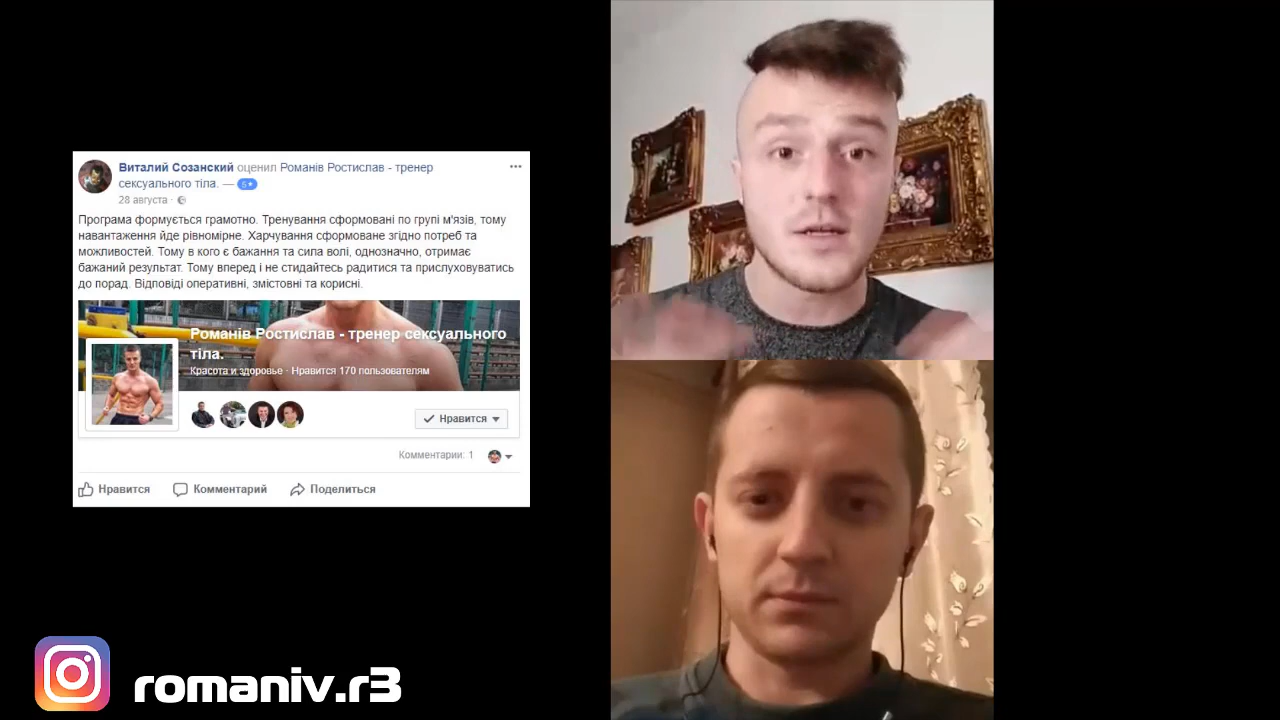 Виталий Созанский оценил Романів Ростислав - тренер
сексуального тіла. — 5★
28 августа ·
Програма формується грамотно. Тренування сформовані по групі м'язів, тому
навантаження йде рівномірне. Харчування сформоване згідно потреб та
можливостей. Тому в кого є бажання та сила волі, однозначно, отримає
бажаний результат. Тому вперед і не стидайтесь радитися та прислуховуватись
до порад. Відповіді оперативні, змістовні та корисні.
Романів Ростислав - тренер сексуального
тіла.
Красота и здоровье · Нравится 170 пользователям
Нравится
Комментарии: 1
Нравится Комментарий Поделиться
romaniv.r3